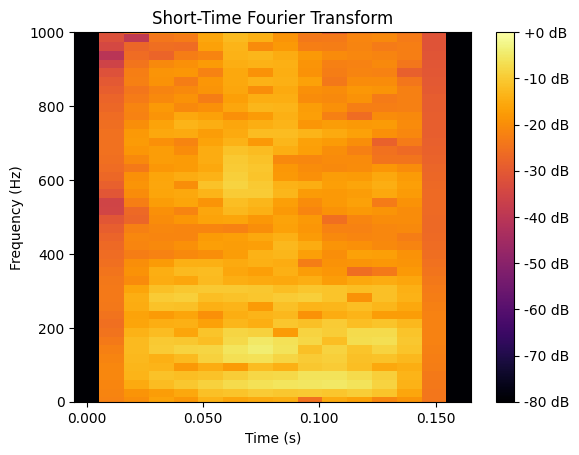 Short-Time Fourier Transform
1000
800
600
400
200
0
Frequency (Hz)
0.000
0.050
0.100
0.150
Time (s)
+0 dB
-10 dB
-20 dB
-30 dB
-40 dB
-50 dB
-60 dB
-70 dB
-80 dB